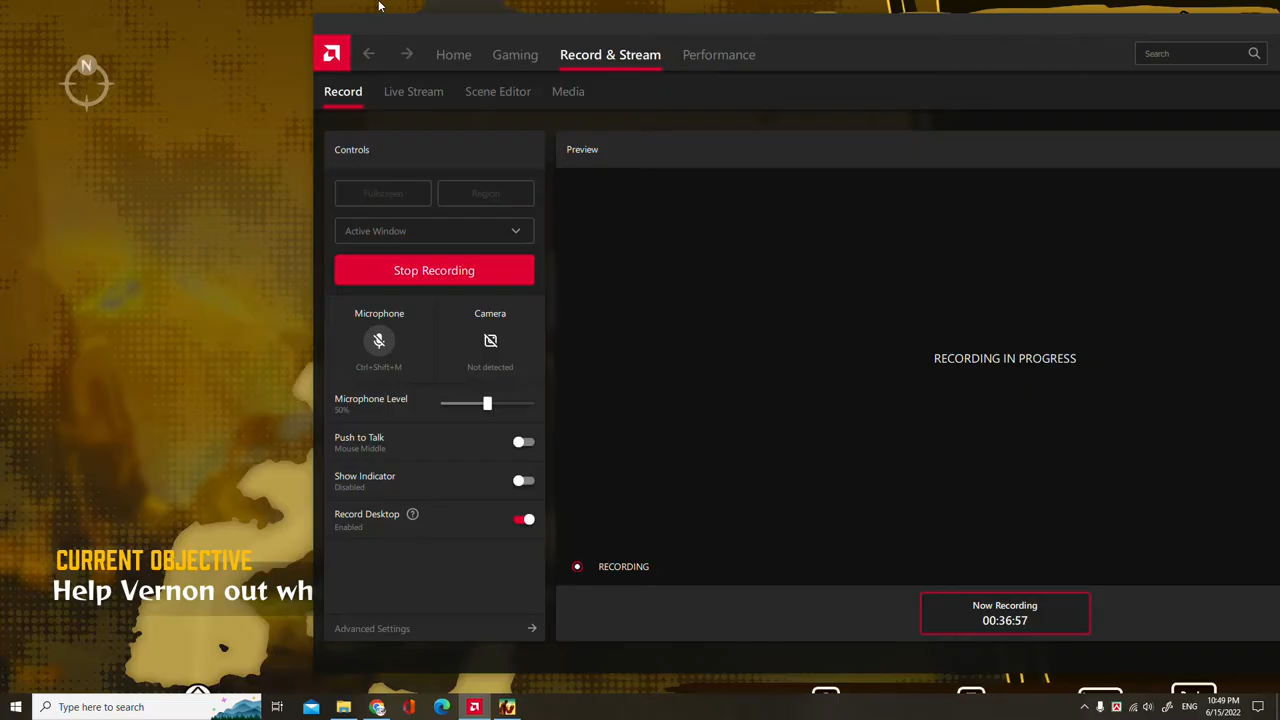 N
Home
Gaming
Record & Stream
Performance
Search
Record
Live Stream
Scene Editor
Media
Controls
Preview
Fullscreen
Region
Active Window
Stop Recording
Microphone
Camera
Ctrl+Shift+M
Not detected
RECORDING IN PROGRESS
Microphone Level
50%
Push to Talk
Mouse Middle
Show Indicator
Disabled
Record Desktop
Enabled
CURRENT OBJECTIVE
Help Vernon out wh
RECORDING
Now Recording
00:36:57
Advanced Settings
Type here to search
10:49 PM
6/15/2022